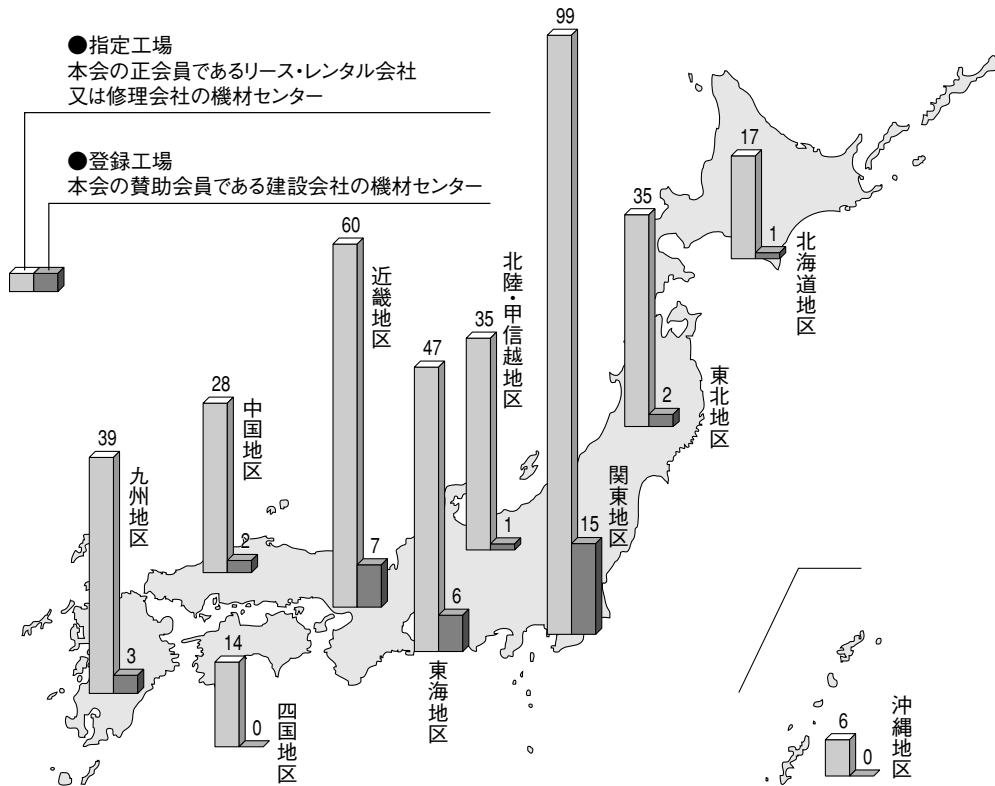 ●指定工場
本会の正会員であるリース・レンタル会社
又は修理会社の機材センター
●登録工場
本会の賛助会員である建設会社の機材センター
99
15
関東地区
17
1
北海道地区
35
2
東北地区
60
7
近畿地区
35
1
北陸・甲信越地区
47
6
東海地区
28
2
中国地区
39
3
九州地区
14
0
四国地区
6
0
沖縄地区